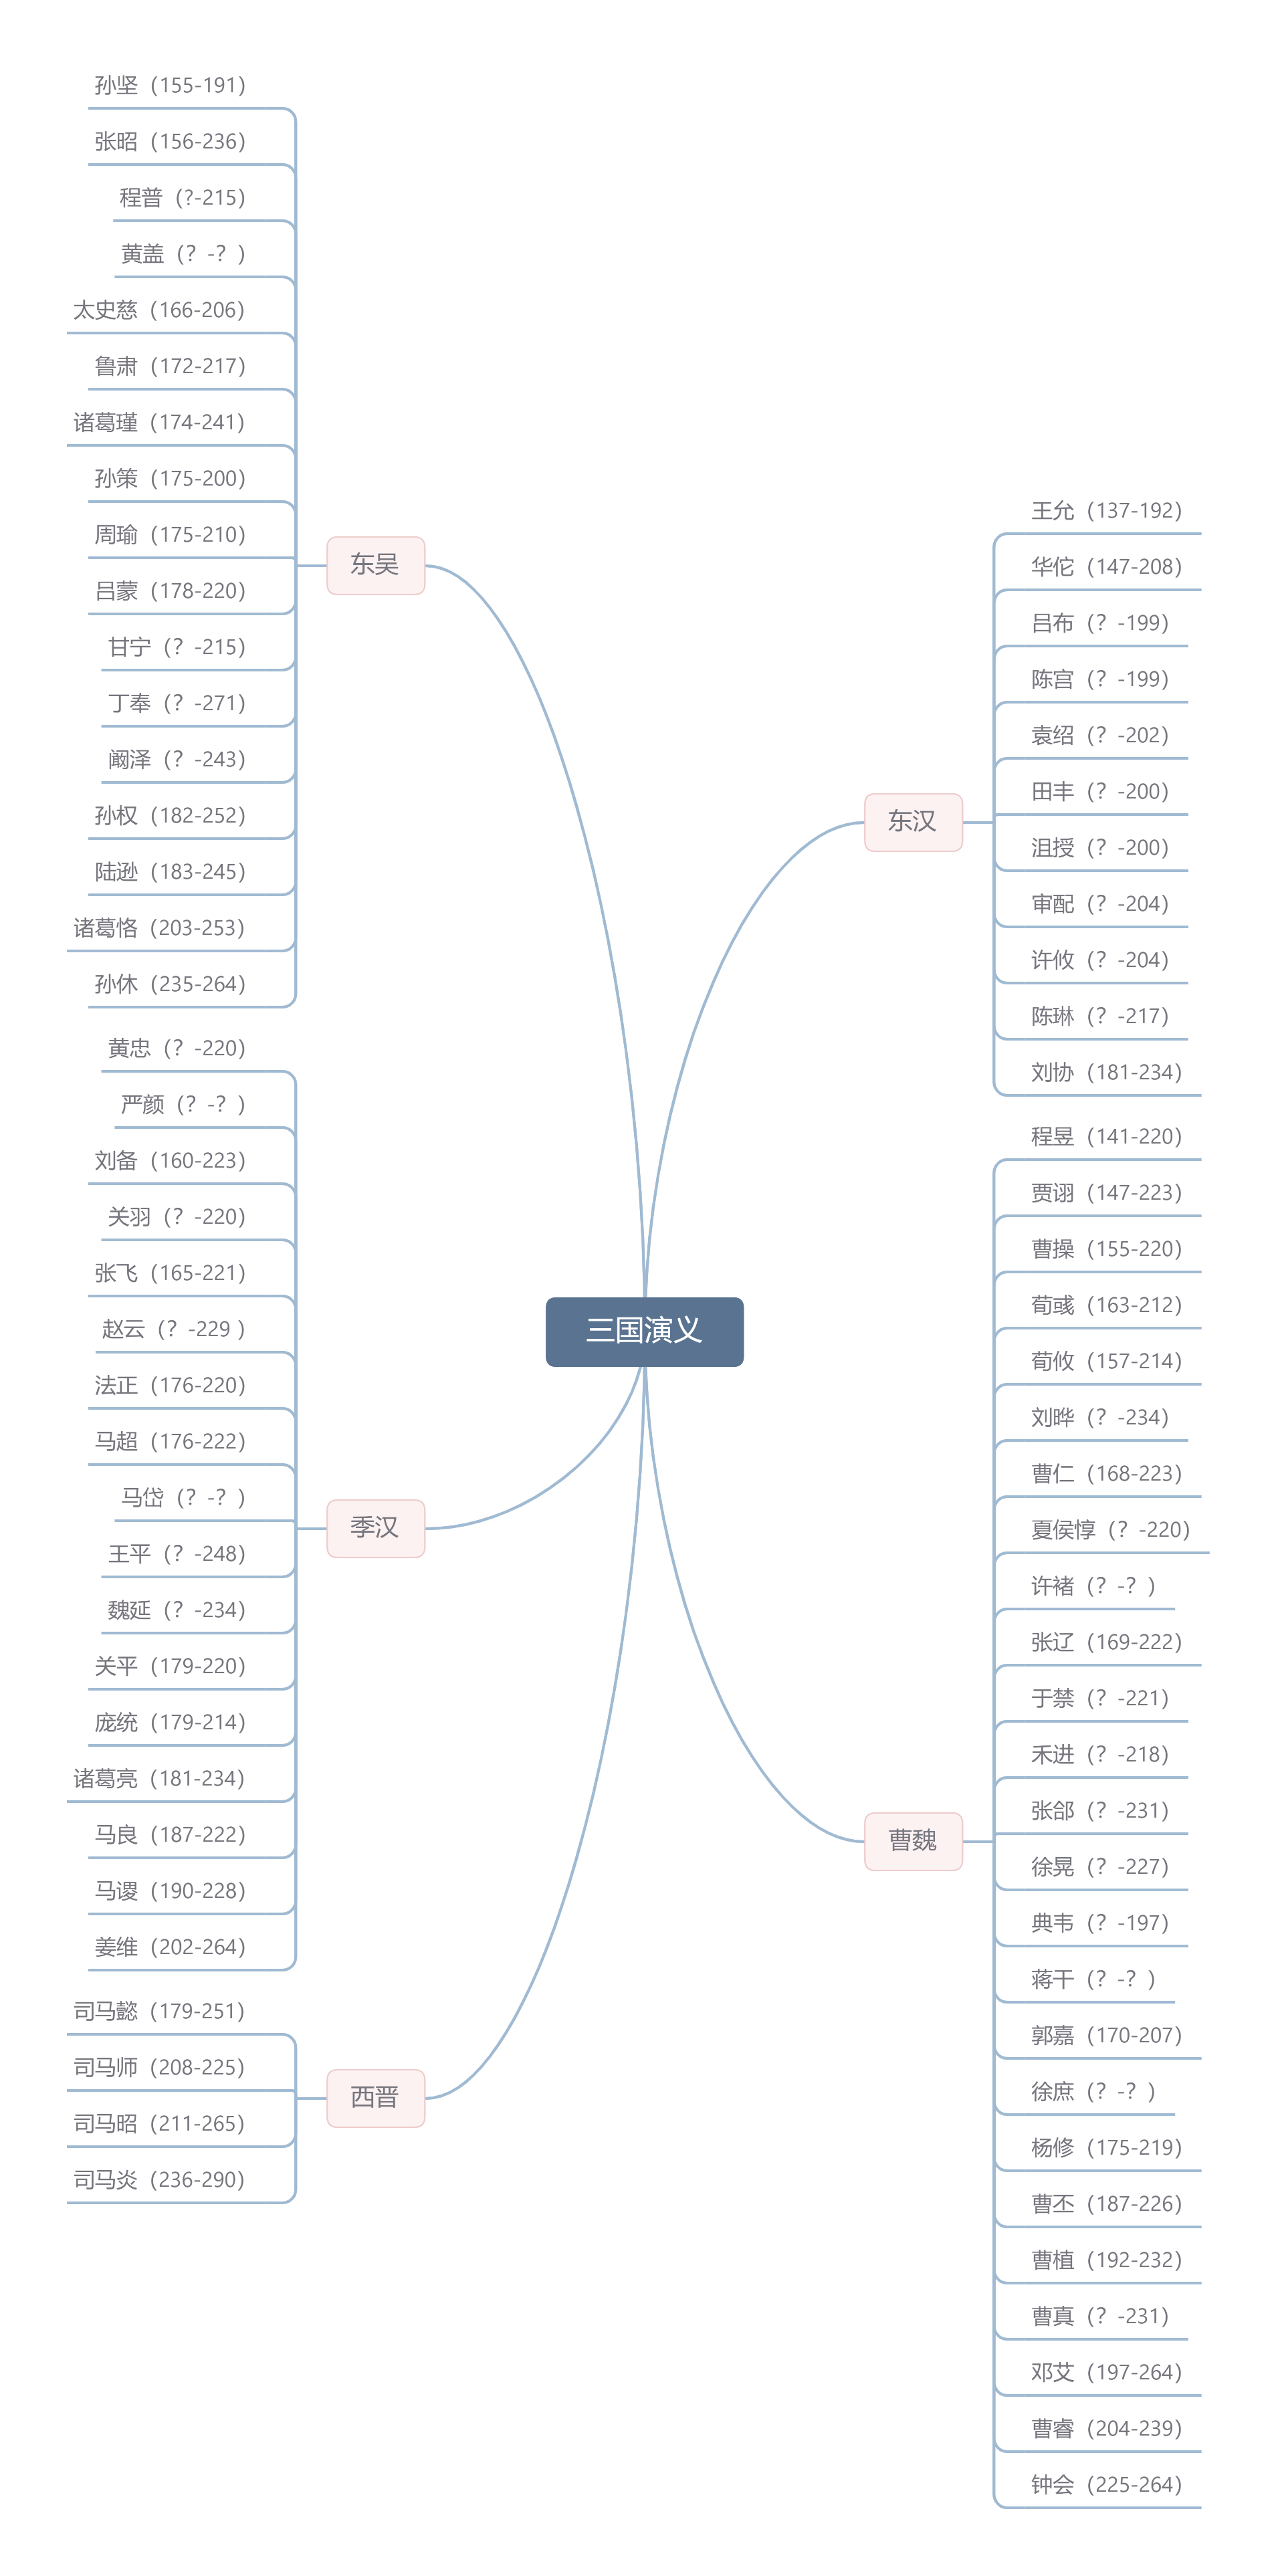 三国演义
东吴
孙坚（155-191）
张昭（156-236）
程普（?-215）
黄盖（？-？）
太史慈（166-206）
鲁肃（172-217）
诸葛瑾（174-241）
孙策（175-200）
周瑜（175-210）
吕蒙（178-220）
甘宁（？-215）
丁奉（？-271）
阚泽（？-243）
孙权（182-252）
陆逊（183-245）
诸葛恪（203-253）
孙休（235-264）
季汉
黄忠（？-220）
严颜（？-？）
刘备（160-223）
关羽（？-220）
张飞（165-221）
赵云（？-229 ）
法正（176-220）
马超（176-222）
马岱（？-？）
王平（？-248）
魏延（？-234）
关平（179-220）
庞统（179-214）
诸葛亮（181-234）
马良（187-222）
马谡（190-228）
姜维（202-264）
西晋
司马懿（179-251）
司马师（208-225）
司马昭（211-265）
司马炎（236-290）
东汉
王允（137-192）
华佗（147-208）
吕布（？-199）
陈宫（？-199）
袁绍（？-202）
田丰（？-200）
沮授（？-200）
审配（？-204）
许攸（？-204）
陈琳（？-217）
刘协（181-234）
曹魏
程昱（141-220）
贾诩（147-223）
曹操（155-220）
荀彧（163-212）
荀攸（157-214）
刘晔（？-234）
曹仁（168-223）
夏侯惇（？-220）
许褚（？-？）
张辽（169-222）
于禁（？-221）
禾进（？-218）
张郃（？-231）
徐晃（？-227）
典韦（？-197）
蒋干（？-？）
郭嘉（170-207）
徐庶（？-？）
杨修（175-219）
曹丕（187-226）
曹植（192-232）
曹真（？-231）
邓艾（197-264）
曹睿（204-239）
钟会（225-264）